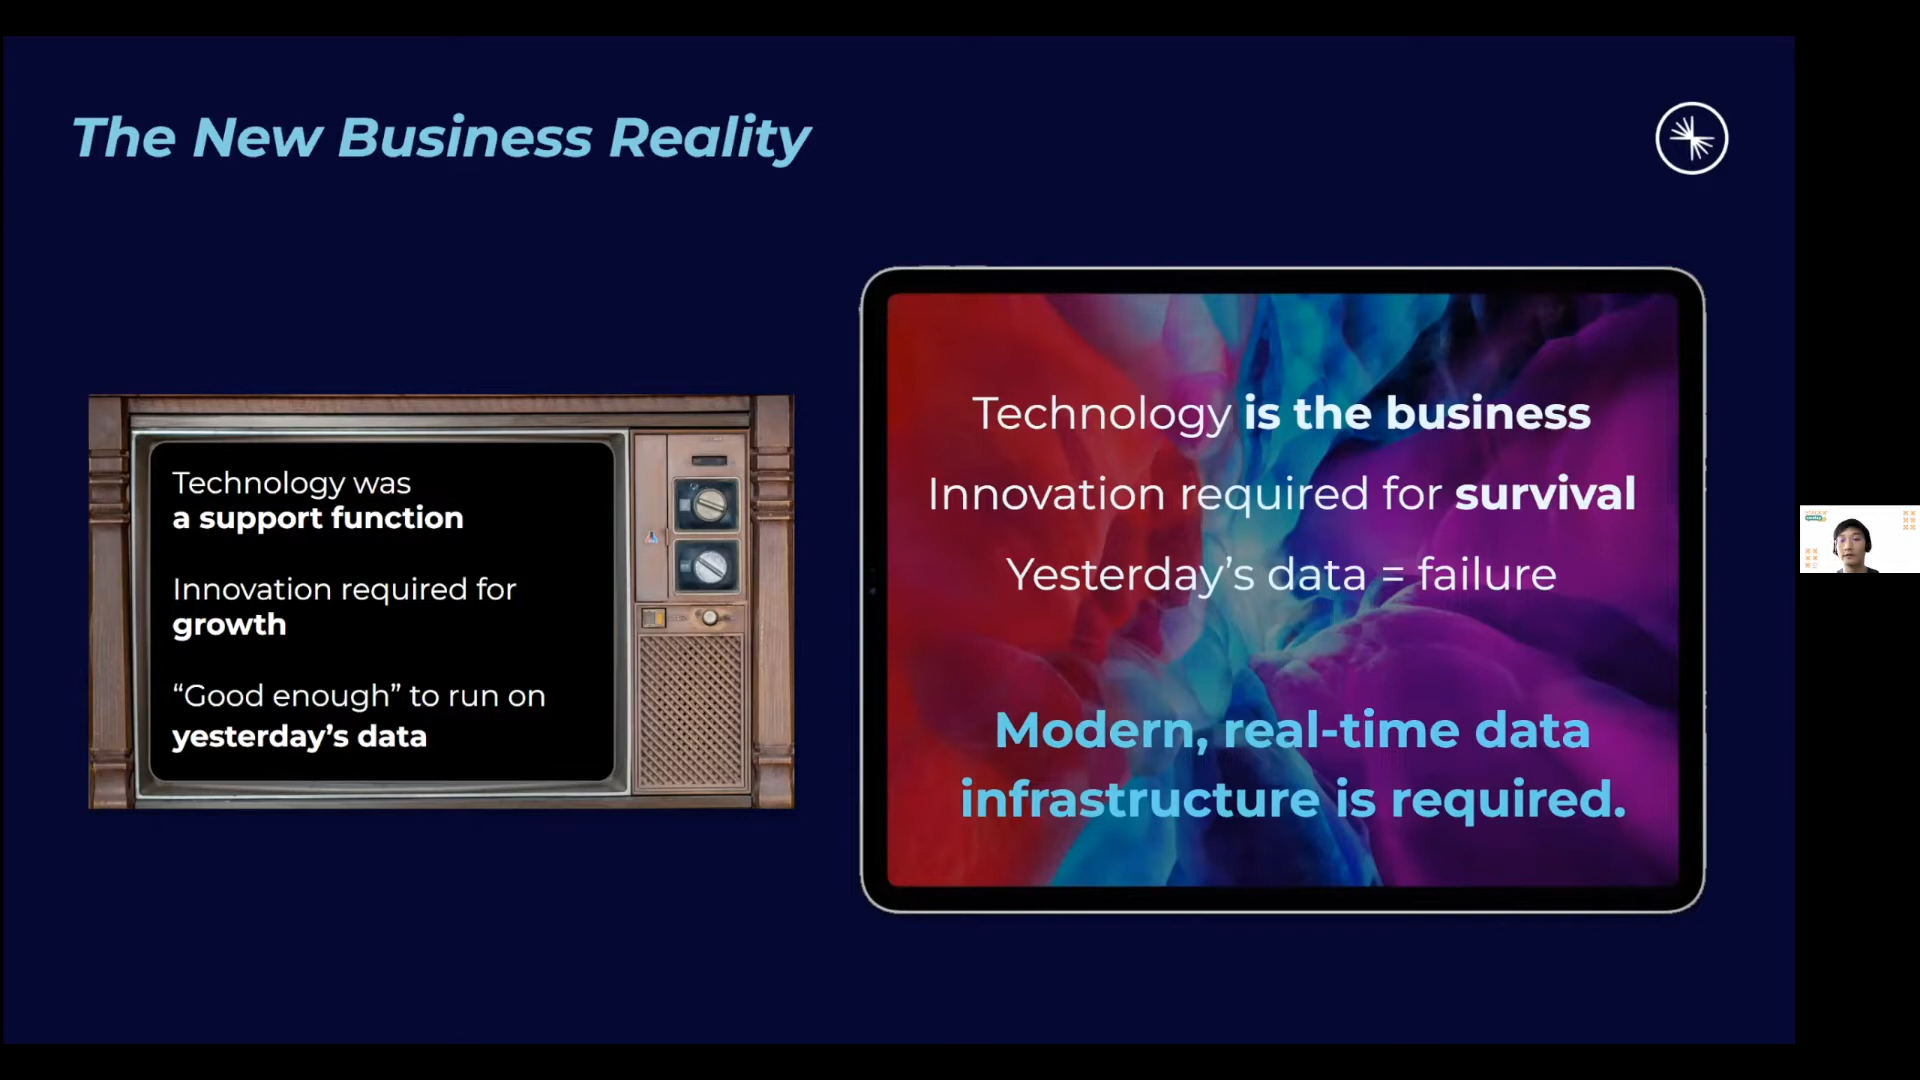 The New Business Reality
Technology was
a support function
Innovation required for
growth
“Good enough” to run on
yesterday’s data
Technology is the business
Innovation required for survival
Yesterday’s data = failure
Modern, real-time data
infrastructure is required.